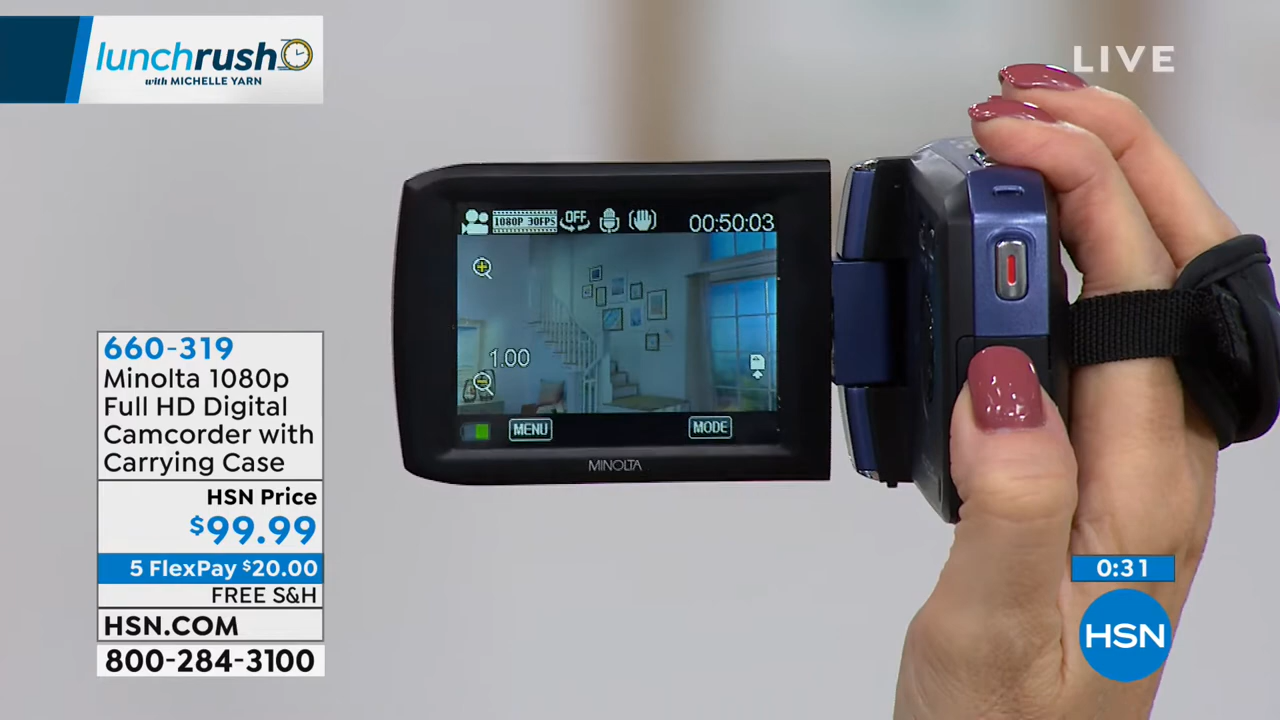 lunchrush
with MICHELLE YARN
LIVE
1080P 30FPS
OFF
00:50:03
1.00
MENU
MODE
MINOLTA
660-319
Minolta 1080p
Full HD Digital
Camcorder with
Carrying Case
HSN Price
$99.99
5 FlexPay $20.00
FREE S&H
HSN.COM
800-284-3100
0:31
HSN